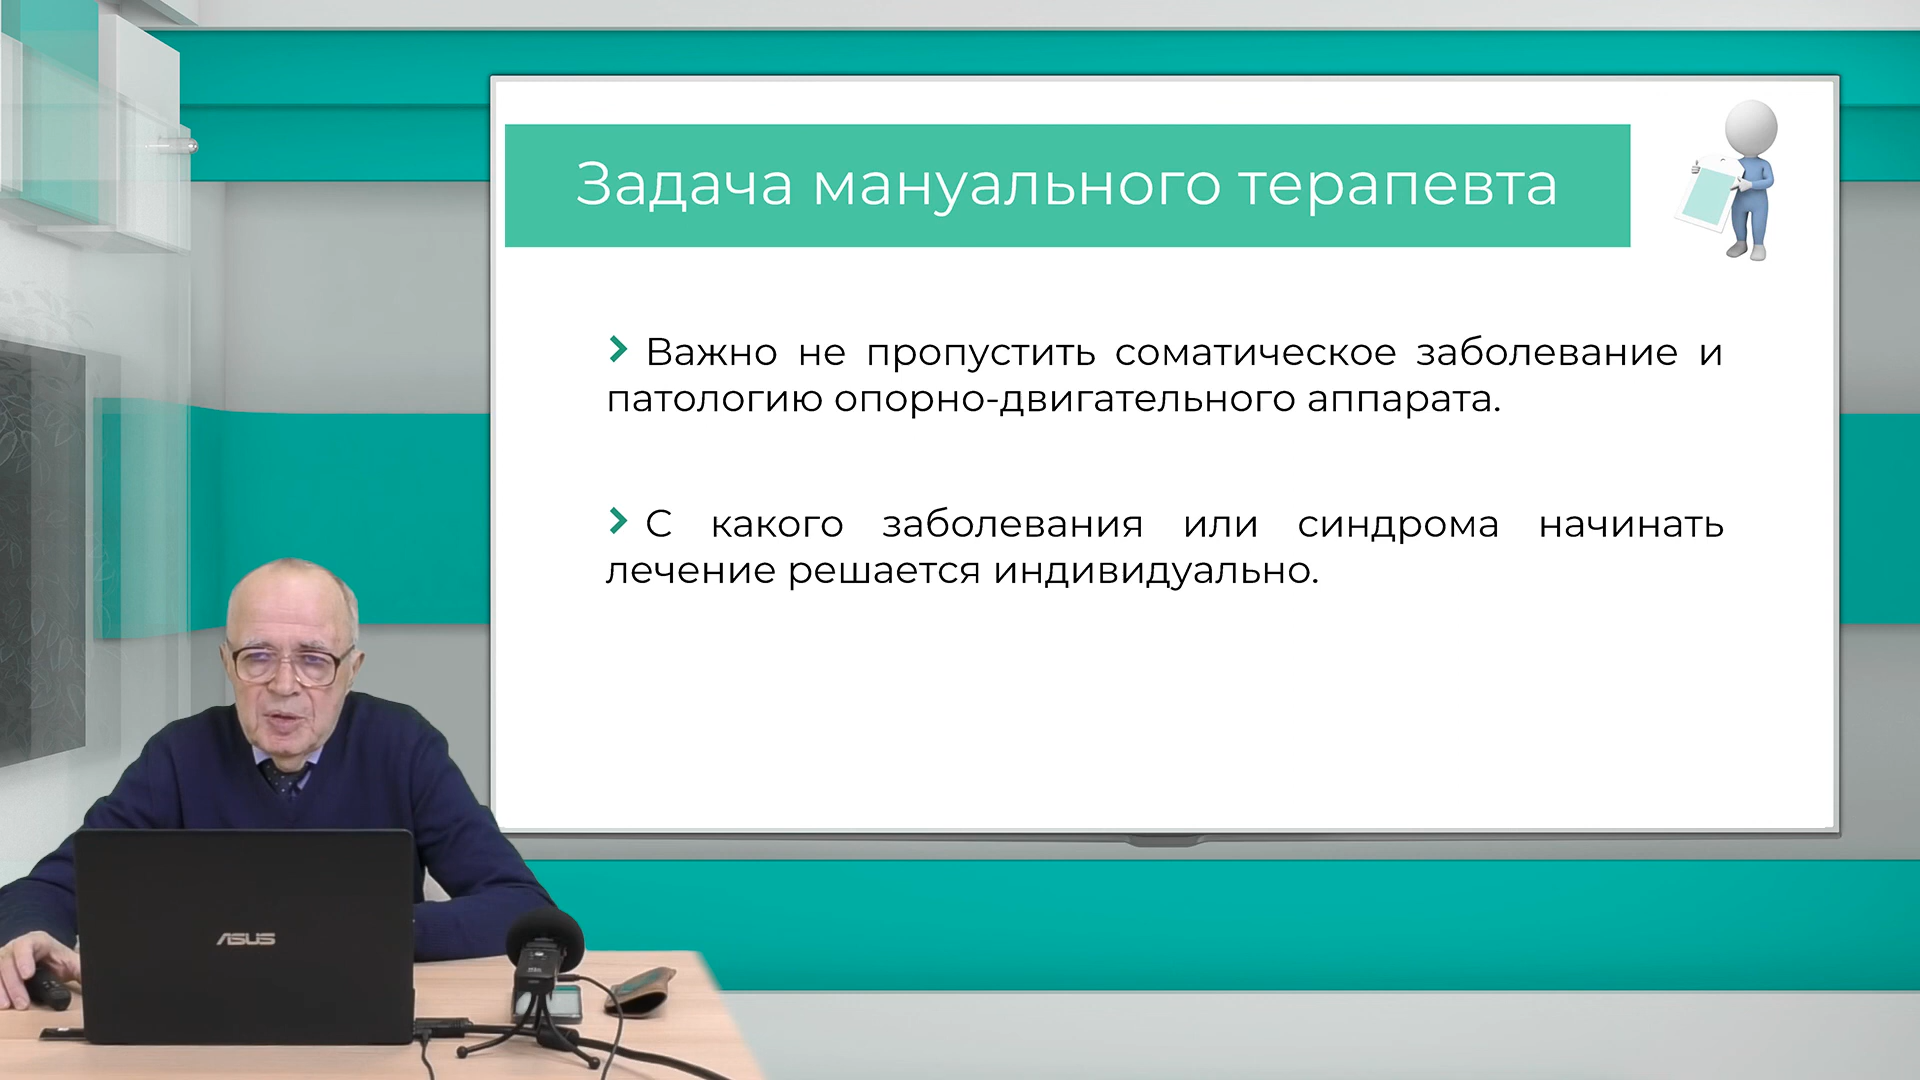 Задача мануального терапевта
Важно не пропустить соматическое заболевание и
патологию опорно-двигательного аппарата.
С какого заболевания или синдрома начинать
лечение решается индивидуально.
ASUS